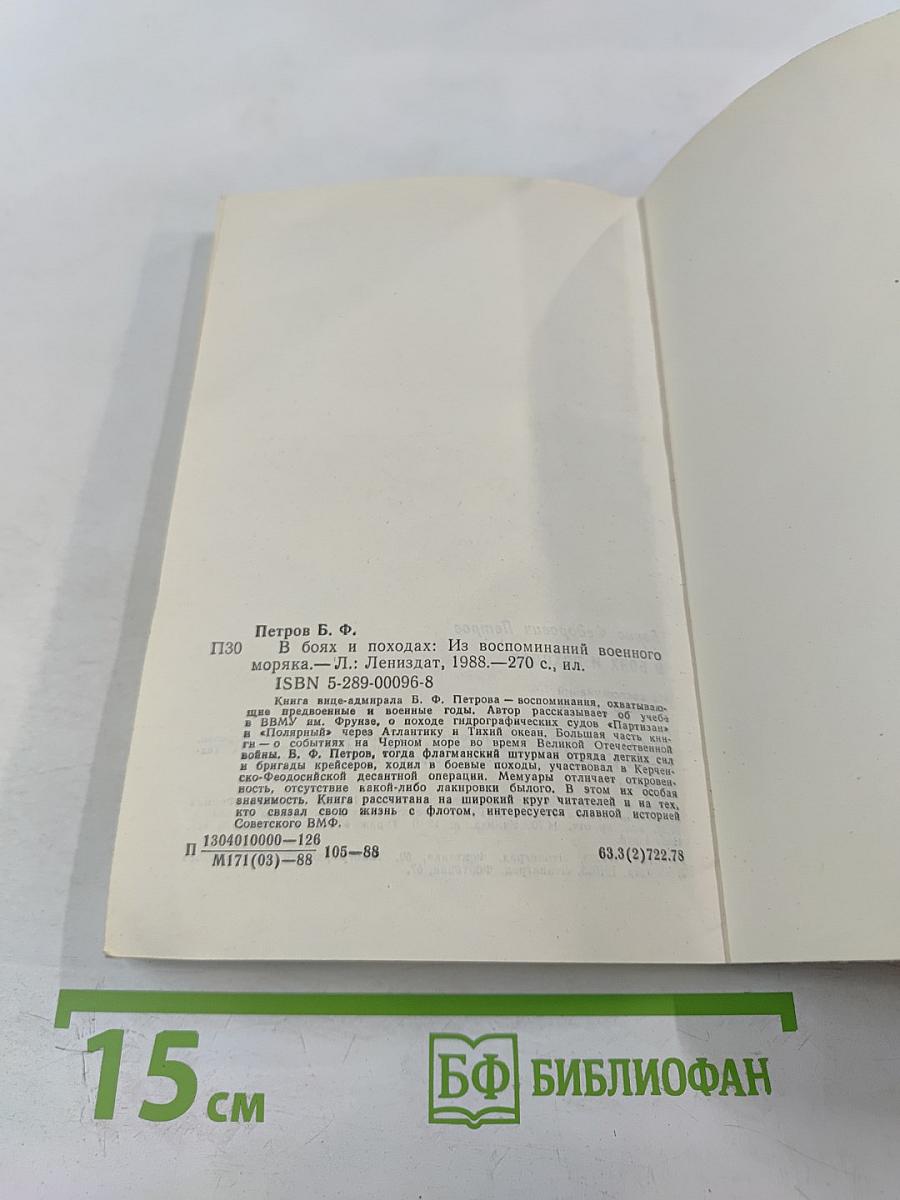 Петров Б. Ф.
П30 В боях и походах: Из воспоминаний военного
моряка.— Л.: Лениздат, 1988.—270 с., ил.
ISBN 5-289-00096-8
Книга вице-адмирала Б. Ф. Петрова — воспоминания, охватываю-
щие предвоенные и военные годы. Автор рассказывает об учебе
в ВВМУ им. Фрунзе, о походе гидрографических судов «Партизан»
и «Полярный» через Атлантику и Тихий океан. Большая часть кни-
ги — о событиях на Черном море во время Великой Отечественной
войны. Б. Ф. Петров, тогда флагманский штурман отряда легких сил
и бригады крейсеров, ходил в боевые походы, участвовал в Керчен-
ско-Феодосийской десантной операции. Мемуары отличает откровен-
ность, отсутствие какой-либо лакировки былого. В этом их особая
значимость. Книга рассчитана на широкий круг читателей и на тех,
кто связал свою жизнь с флотом, интересуется славной историей
Советского ВМФ.
П 1304010000—126
М171(03)—88 105—88 63.3(2)722.78
15 см
БФ БИБЛИОФАН